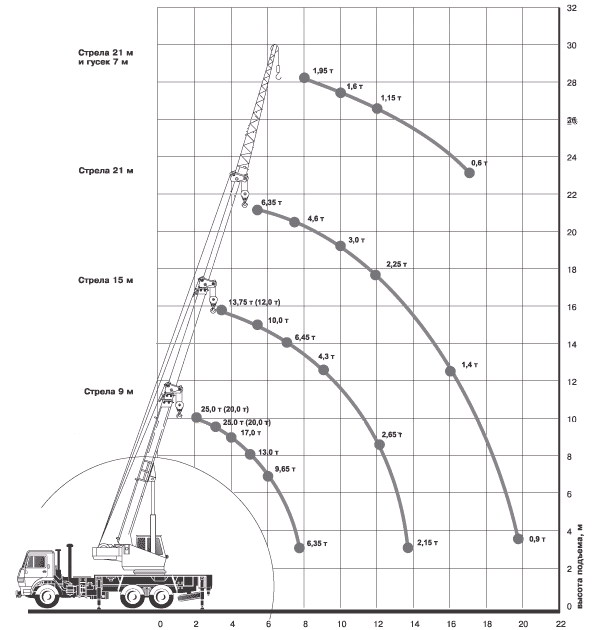 32
Стрела 21 м
и гусек 7 м
30
1,95 т
1,6 т
28
1,15 т
26
24
0,6 т
Стрела 21 м
22
6,35 т
4,6 т
20
3,0 т
2,25 т
18
Стрела 15 м
16
13,75 т (12,0 т)
10,0 т
6,45 т
14
4,3 т
1,4 т
12
Стрела 9 м
10
25,0 т (20,0 т)
25,0 т (20,0 т)
17,0 т
2,65 т
13,0 т
8
9,65 т
6
6,35 т
2,15 т
0,9 т
4
2
0
высота подъема, м
0 2 4 6 8 10 12 14 16 18 20 22